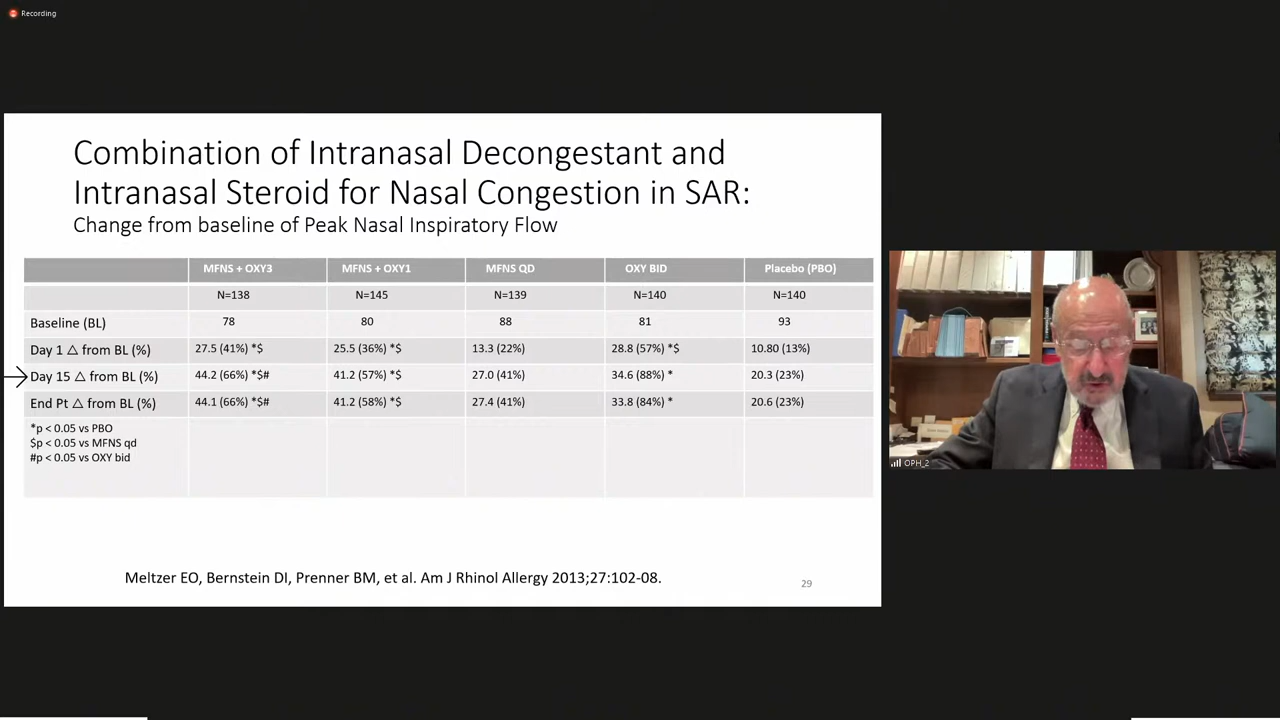 Recording
Combination of Intranasal Decongestant and
Intranasal Steroid for Nasal Congestion in SAR:
Change from baseline of Peak Nasal Inspiratory Flow
MFNS + OXY3 MFNS + OXY1 MFNS QD OXY BID Placebo (PBO)
N=138 N=145 N=139 N=140 N=140
Baseline (BL) 78 80 88 81 93
Day 1 △ from BL (%) 27.5 (41%) *$ 25.5 (36%) *$ 13.3 (22%) 28.8 (57%) *$ 10.80 (13%)
Day 15 △ from BL (%) 44.2 (66%) *$# 41.2 (57%) *$ 27.0 (41%) 34.6 (88%) * 20.3 (23%)
End Pt △ from BL (%) 44.1 (66%) *$# 41.2 (58%) *$ 27.4 (41%) 33.8 (84%) * 20.6 (23%)
*p < 0.05 vs PBO
$p < 0.05 vs MFNS qd
#p < 0.05 vs OXY bid
Meltzer EO, Bernstein DI, Prenner BM, et al. Am J Rhinol Allergy 2013;27:102-08.
29
OPH_2